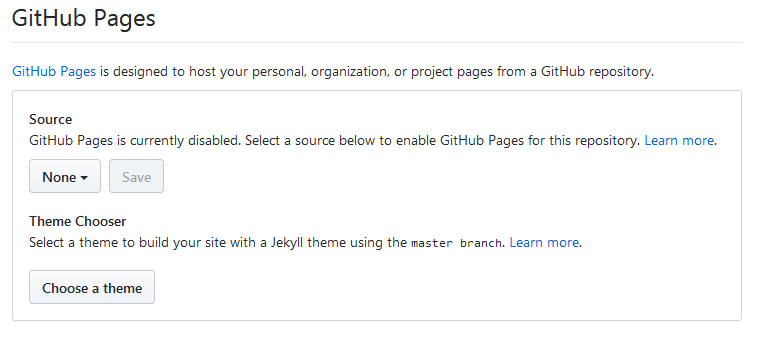 GitHub Pages
GitHub Pages is designed to host your personal, organization, or project pages from a GitHub repository.
Source
GitHub Pages is currently disabled. Select a source below to enable GitHub Pages for this repository. Learn more.
None Save
Theme Chooser
Select a theme to build your site with a Jekyll theme using the master branch. Learn more.
Choose a theme